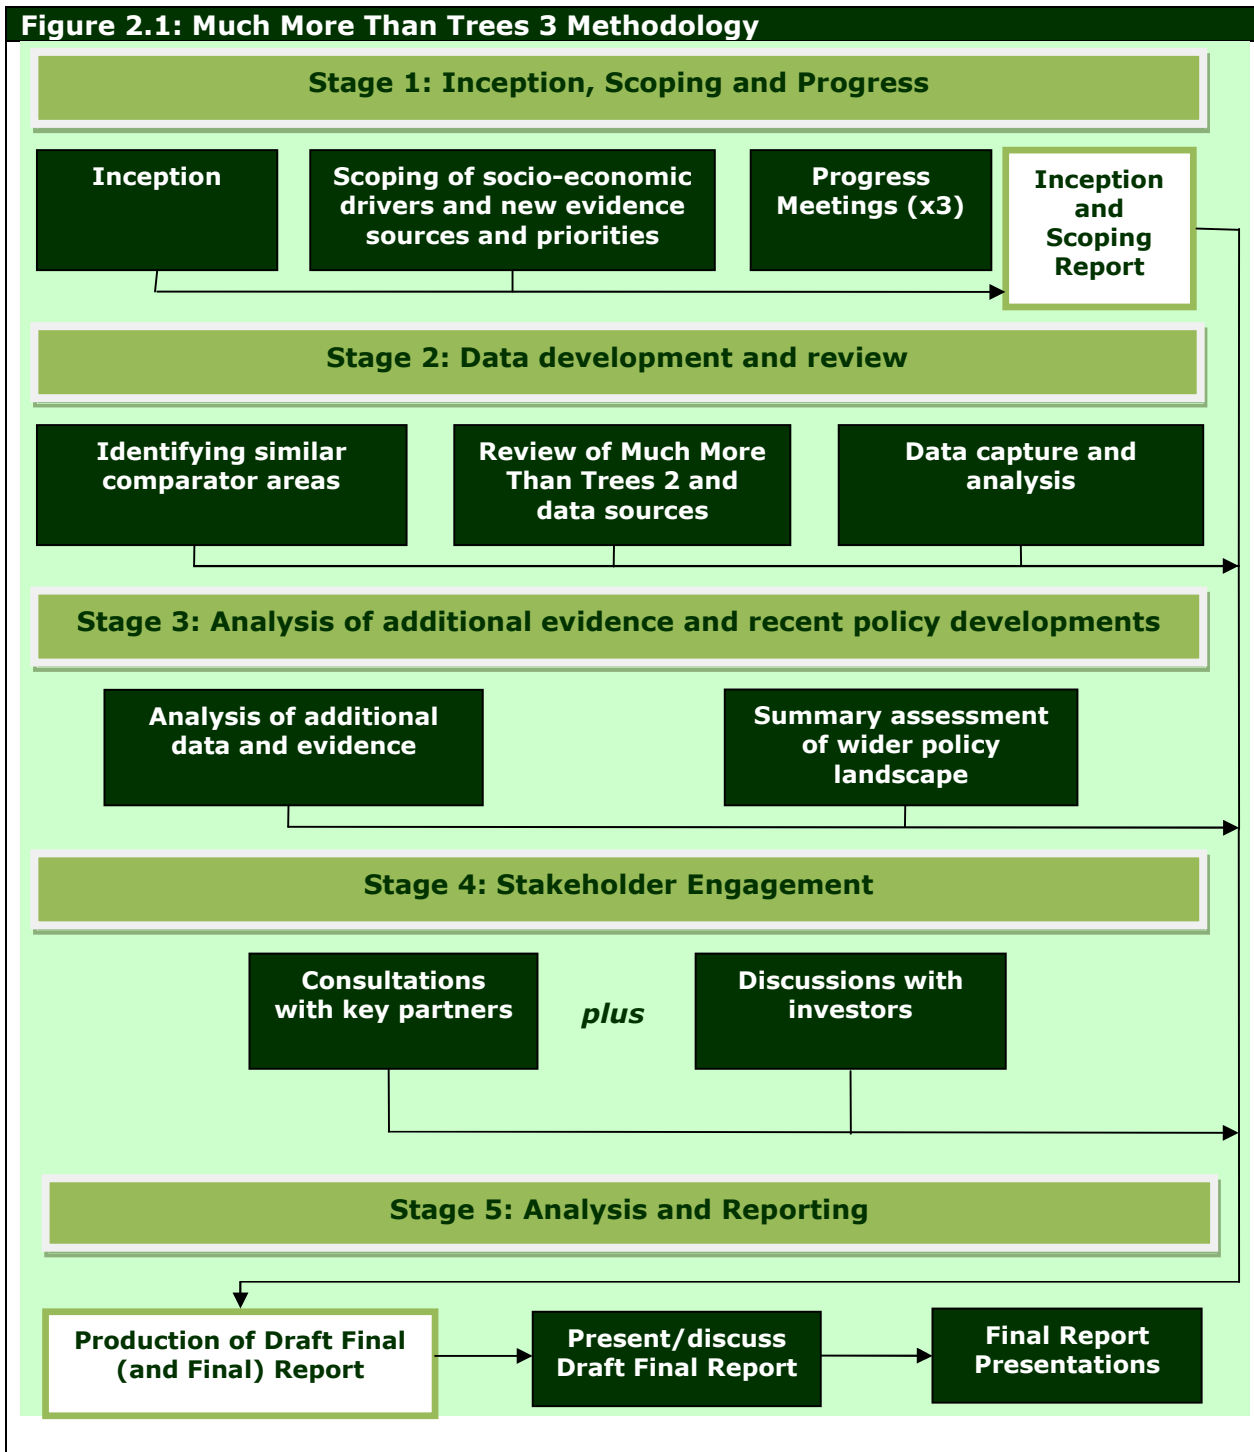 Figure 2.1: Much More Than Trees 3 Methodology
Stage 1: Inception, Scoping and Progress
Inception
Scoping of socio-economic
drivers and new evidence
sources and priorities
Progress
Meetings (x3)
Inception
and
Scoping
Report
Stage 2: Data development and review
Identifying similar
comparator areas
Review of Much More
Than Trees 2 and
data sources
Data capture and
analysis
Stage 3: Analysis of additional evidence and recent policy developments
Analysis of additional
data and evidence
Summary assessment
of wider policy
landscape
Stage 4: Stakeholder Engagement
Consultations
with key partners
plus
Discussions with
investors
Stage 5: Analysis and Reporting
Production of Draft Final
(and Final) Report
Present/discuss
Draft Final Report
Final Report
Presentations